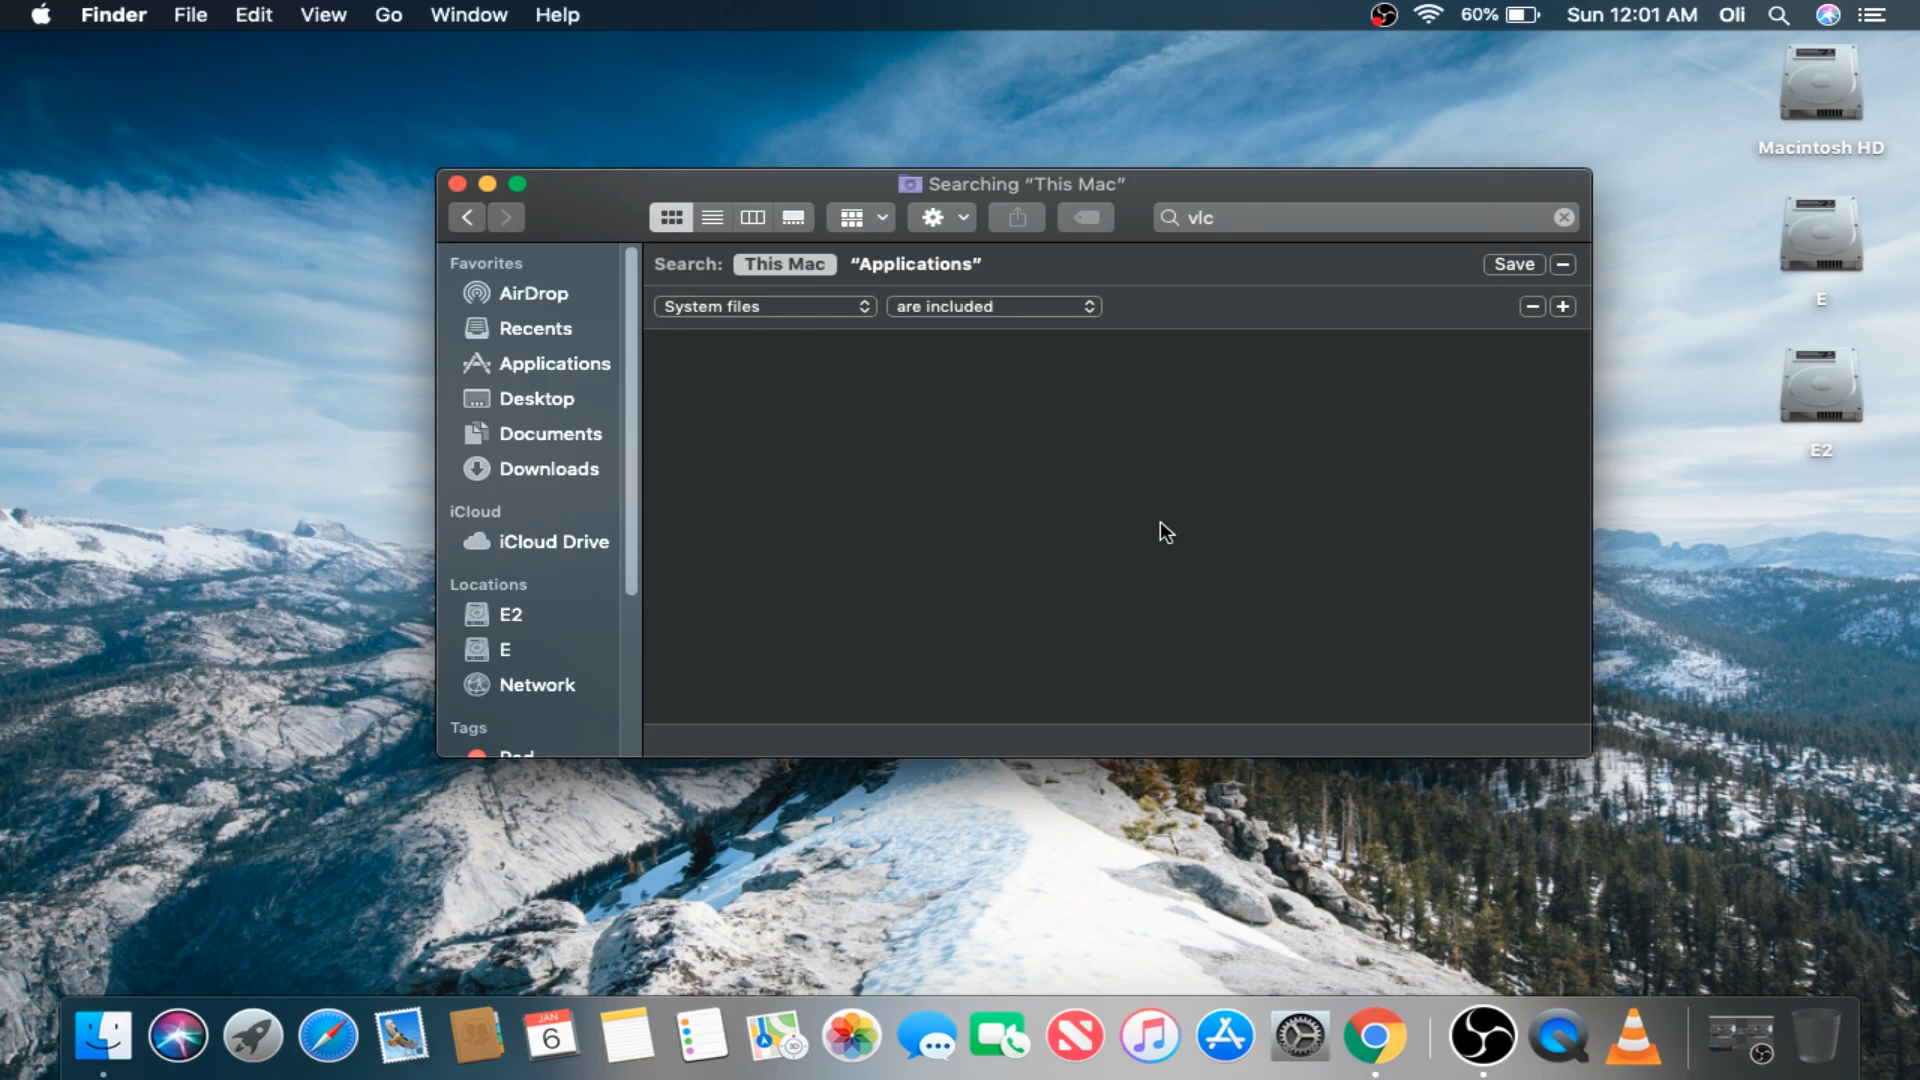 Finder File Edit View Go Window Help 60% Sun 12:01 AM Oli
Macintosh HD
E
E2
Searching “This Mac”
vlc
Search: This Mac “Applications” Save
System files are included
Favorites
AirDrop
Recents
Applications
Desktop
Documents
Downloads
iCloud
iCloud Drive
Locations
E2
E
Network
Tags
Red
JAN
6
3D